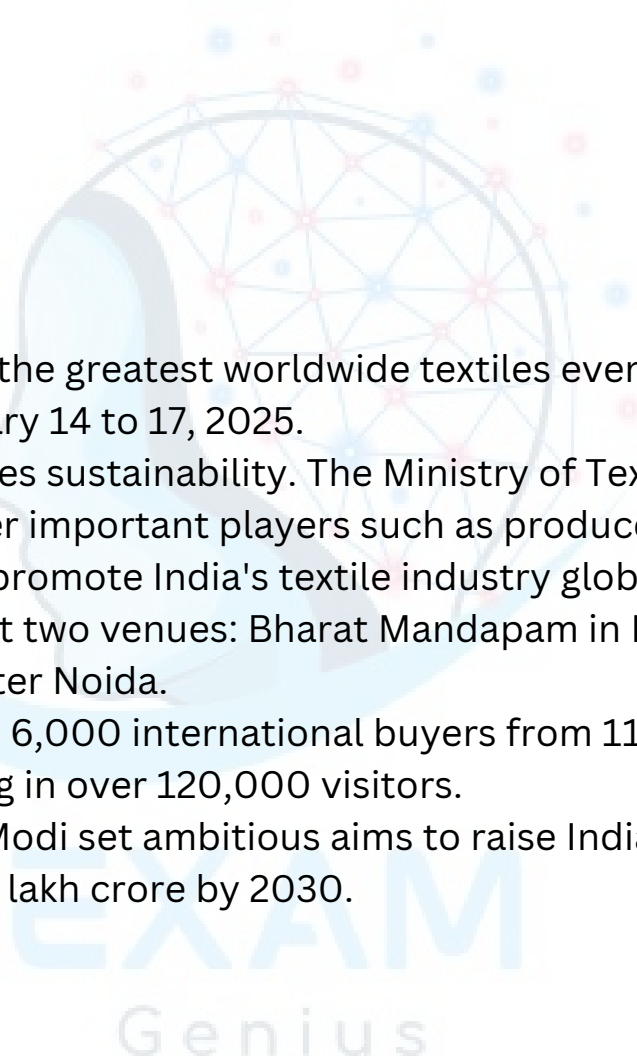 the greatest worldwide textiles ever
ry 14 to 17, 2025.
es sustainability. The Ministry of Tex
er important players such as produce
promote India's textile industry glob
t two venues: Bharat Mandapam in
ter Noida.
6,000 international buyers from 11
g in over 120,000 visitors.
Modi set ambitious aims to raise India
lakh crore by 2030.
EXAM
Genius